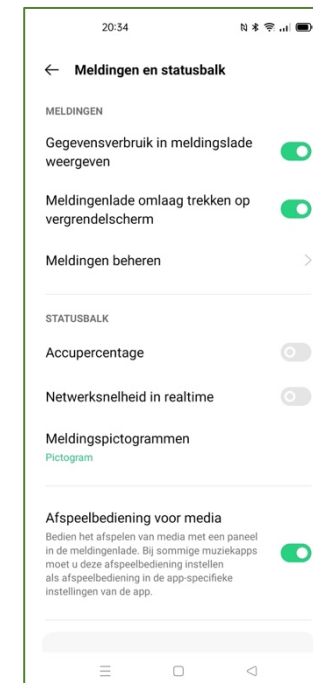 20:34
Meldingen en statusbalk
MELDINGEN
Gegevensverbruik in meldingslade
weergeven
Meldingenlade omlaag trekken op
vergrendelscherm
Meldingen beheren
STATUSBALK
Accupercentage
Netwerksnelheid in realtime
Meldingspictogrammen
Pictogram
Afspeelbediening voor media
Bedien het afspelen van media met een paneel
in de meldingenlade. Bij sommige muziekapps
moet u deze afspeelbediening instellen
als afspeelbediening in de app-specifieke
instellingen van de app.